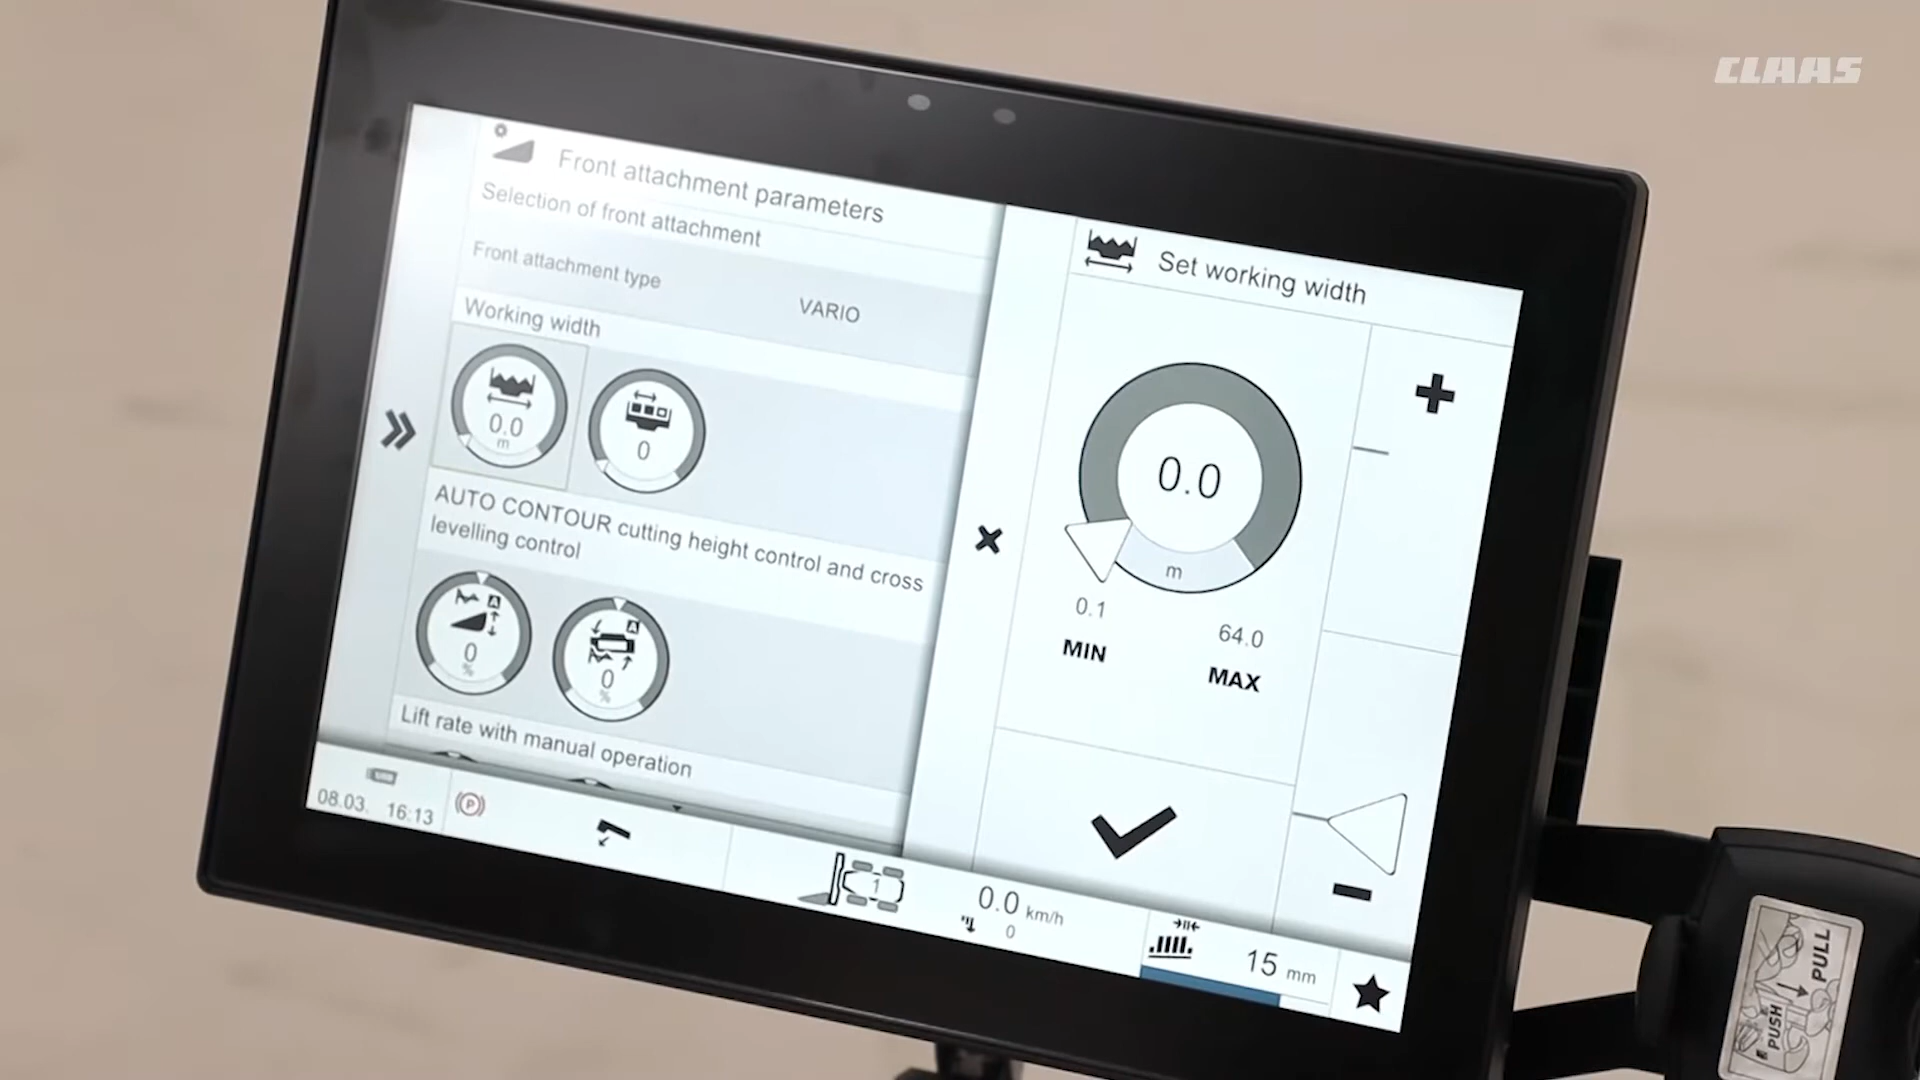 CLAAS
Front attachment parameters
Selection of front attachment
Front attachment type
VARIO
Working width
0.0
m
0
AUTO CONTOUR cutting height control and cross
levelling control
A
0
%
A
0
%
Lift rate with manual operation
Set working width
0.0
m
0.1
MIN
64.0
MAX
08.03. 16:13
P
1
0.0 km/h
0
15 mm
PUSH
PULL